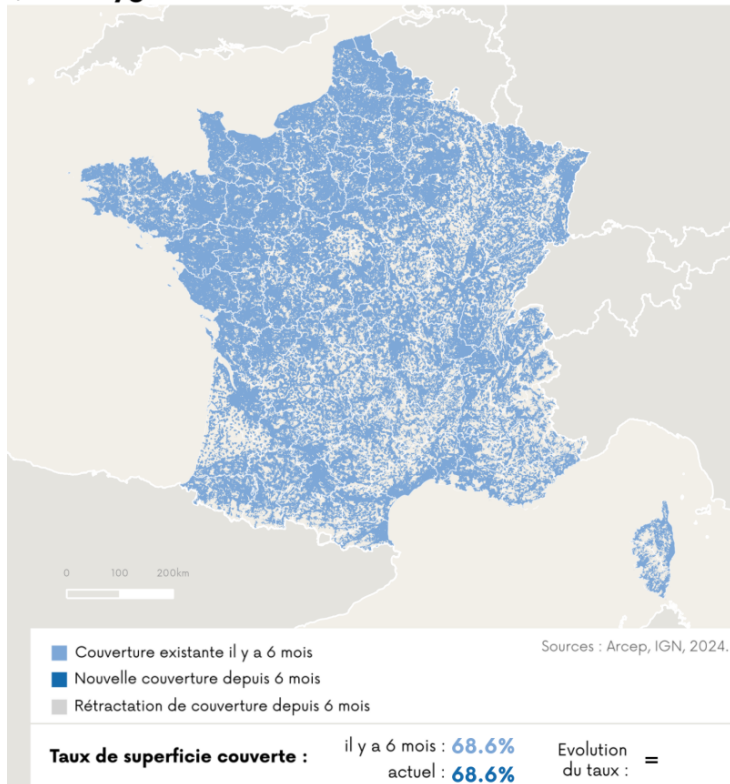 0 100 200km
Couverture existante il y a 6 mois
Sources : Arcep, IGN, 2024.
Nouvelle couverture depuis 6 mois
Rétractation de couverture depuis 6 mois
Taux de superficie couverte :
il y a 6 mois : 68.6%
actuel : 68.6%
Evolution
du taux : =